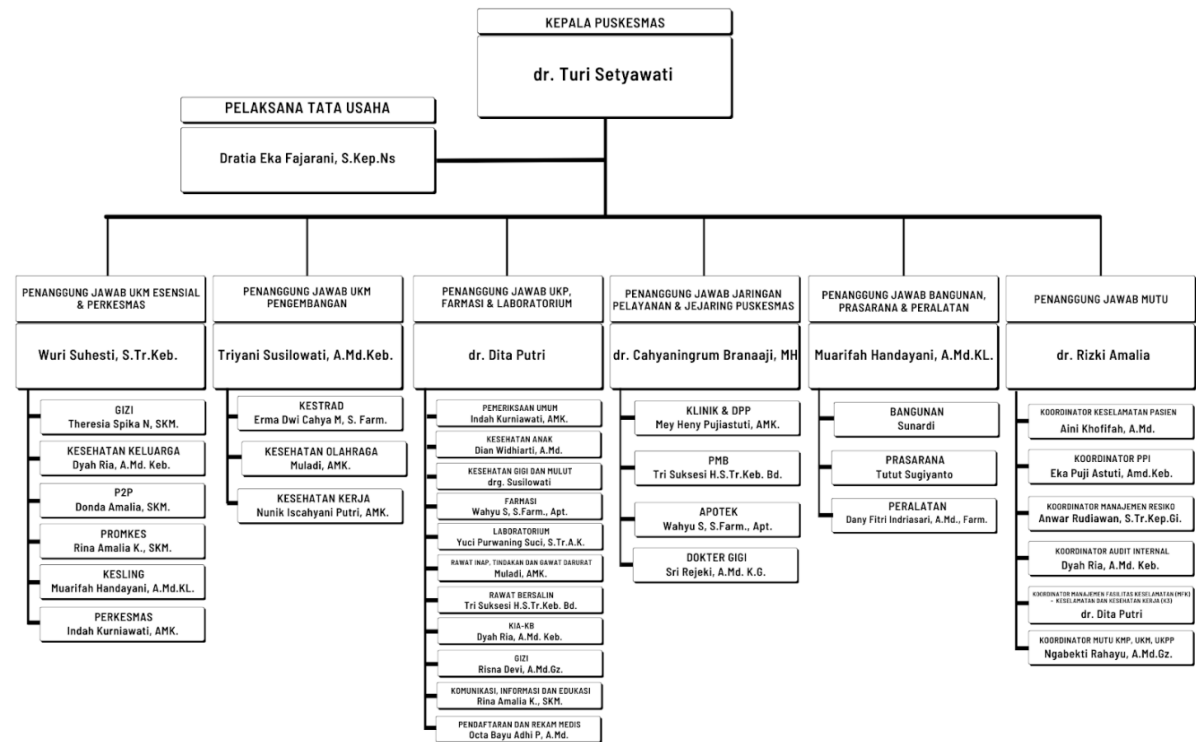 KEPALA PUSKESMAS
dr. Turi Setyawati
PELAKSANA TATA USAHA
Dratia Eka Fajarani, S.Kep.Ns
PENANGGUNG JAWAB UKM ESENSIAL
& PERKESMAS
Wuri Suhesti, S.Tr.Keb.
GIZI
Theresia Spika N, SKM.
KESEHATAN KELUARGA
Dyah Ria, A.Md. Keb.
P2P
Donda Amalia, SKM.
PROMKES
Rina Amalia K., SKM.
KESLING
Muarifah Handayani, A.Md.KL.
PERKESMAS
Indah Kurniawati, AMK.
PENANGGUNG JAWAB UKM
PENGEMBANGAN
Triyani Susilowati, A.Md.Keb.
KESTRAD
Erma Dwi Cahya M, S. Farm.
KESEHATAN OLAHRAGA
Muladi, AMK.
KESEHATAN KERJA
Nunik Iscahyani Putri, AMK.
PENANGGUNG JAWAB UKP,
FARMASI & LABORATORIUM
dr. Dita Putri
PEMERIKSAAN UMUM
Indah Kurniawati, AMK.
KESEHATAN ANAK
Dian Widhiarti, A.Md.
KESEHATAN GIGI DAN MULUT
drg. Susilowati
FARMASI
Wahyu S, S.Farm., Apt.
LABORATORIUM
Yuci Purwaning Suci, S.Tr.A.K.
RAWAT INAP, TINDAKAN DAN GAWAT DARURAT
Muladi, AMK.
RAWAT BERSALIN
Tri Suksesi H.S.Tr.Keb. Bd.
KIA-KB
Dyah Ria, A.Md. Keb.
GIZI
Risna Devi, A.Md.Gz.
KOMUNIKASI, INFORMASI DAN EDUKASI
Rina Amalia K., SKM.
PENDAFTARAN DAN REKAM MEDIS
Octa Bayu Adhi P, A.Md.
PENANGGUNG JAWAB JARINGAN
PELAYANAN & JEJARING PUSKESMAS
dr. Cahyaningrum Branaaji, MH
KLINIK & DPP
Mey Heny Pujiastuti, AMK.
PMB
Tri Suksesi H.S.Tr.Keb. Bd.
APOTEK
Wahyu S, S.Farm., Apt.
DOKTER GIGI
Sri Rejeki, A.Md. K.G.
PENANGGUNG JAWAB BANGUNAN,
PRASARANA & PERALATAN
Muarifah Handayani, A.Md.KL.
BANGUNAN
Sunardi
PRASARANA
Tutut Sugiyanto
PERALATAN
Dany Fitri Indriasari, A.Md., Farm.
PENANGGUNG JAWAB MUTU
dr. Rizki Amalia
KOORDINATOR KESELAMATAN PASIEN
Aini Khofifah, A.Md.
KOORDINATOR PPI
Eka Puji Astuti, Amd.Keb.
KOORDINATOR MANAJEMEN RESIKO
Anwar Rudiawan, S.Tr.Kep.Gi.
KOORDINATOR AUDIT INTERNAL
Dyah Ria, A.Md. Keb.
KOORDINATOR MANAJEMEN FASILITAS KESELAMATAN (MFK)
- KESELAMATAN DAN KESEHATAN KERJA (K3)
dr. Dita Putri
KOORDINATOR MUTU KMP, UKM, UKPP
Ngabekti Rahayu, A.Md.Gz.